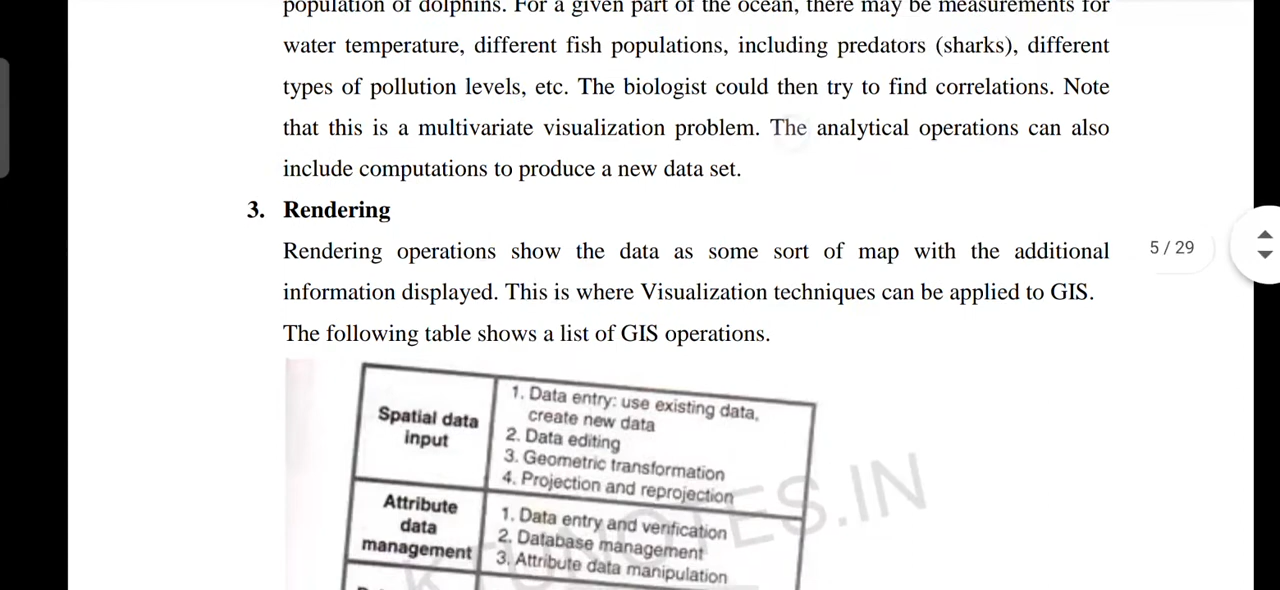 population of dolphins. For a given part of the ocean, there may be measurements for
water temperature, different fish populations, including predators (sharks), different
types of pollution levels, etc. The biologist could then try to find correlations. Note
that this is a multivariate visualization problem. The analytical operations can also
include computations to produce a new data set.
3. Rendering
Rendering operations show the data as some sort of map with the additional
5 / 29
information displayed. This is where Visualization techniques can be applied to GIS.
The following table shows a list of GIS operations.
Spatial data
input
1. Data entry: use existing data,
create new data
2. Data editing
3. Geometric transformation
4. Projection and reprojection
Attribute
data
management
1. Data entry and verification
2. Database management
3. Attribute data manipulation
KTUNOTES.IN